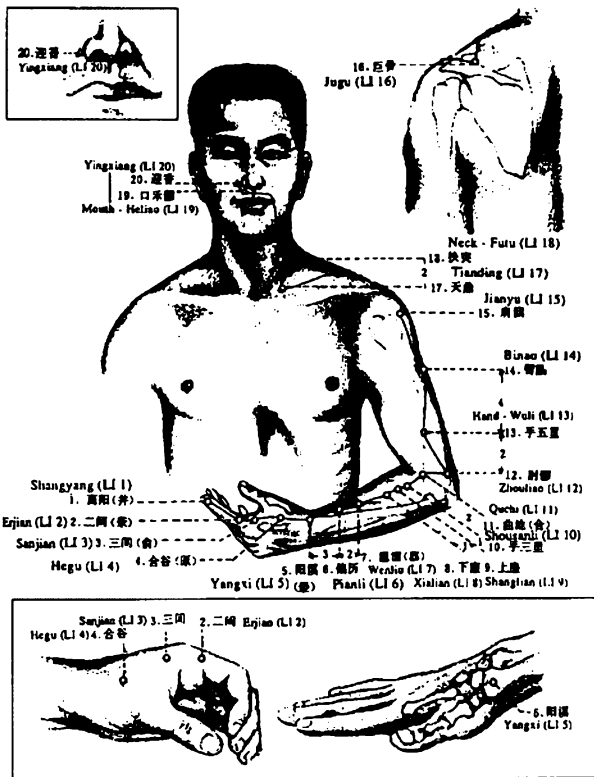 20. 迎香
Yingxiang (LI 20)
16. 巨骨
Jugu (LI 16)
Yingxiang (LI 20)
20. 迎香
19. 口禾髎
Mouth - Heliao (LI 19)
Neck - Futu (LI 18)
18. 扶突
2 Tianding (LI 17)
17. 天鼎
Jianyu (LI 15)
15. 肩髃
Binao (LI 14)
14. 臂臑
4
Hand - Wuli (LI 13)
13. 手五里
2
12. 肘髎
Zhouliao (LI 12)
Quchi (LI 11)
11. 曲池 (合)
Shousanli (LI 10)
10. 手三里
Shangyang (LI 1)
1. 商阳 (井)
Erjian (LI 2) 2. 二间 (荥)
Sanjian (LI 3) 3. 三间 (俞)
Hegu (LI 4) 4. 合谷 (原)
3 2
5. 阳溪 6. 偏历 7. 温溜 (郄) 8. 下廉 9. 上廉
Yangxi (LI 5) Pianli (LI 6) Wenliu (LI 7) Xialian (LI 8) Shanglian (LI 9)
Sanjian (LI 3) 3. 三间 2. 二间 Erjian (LI 2)
Hegu (LI 4) 4. 合谷
5. 阳溪
Yangxi (LI 5)